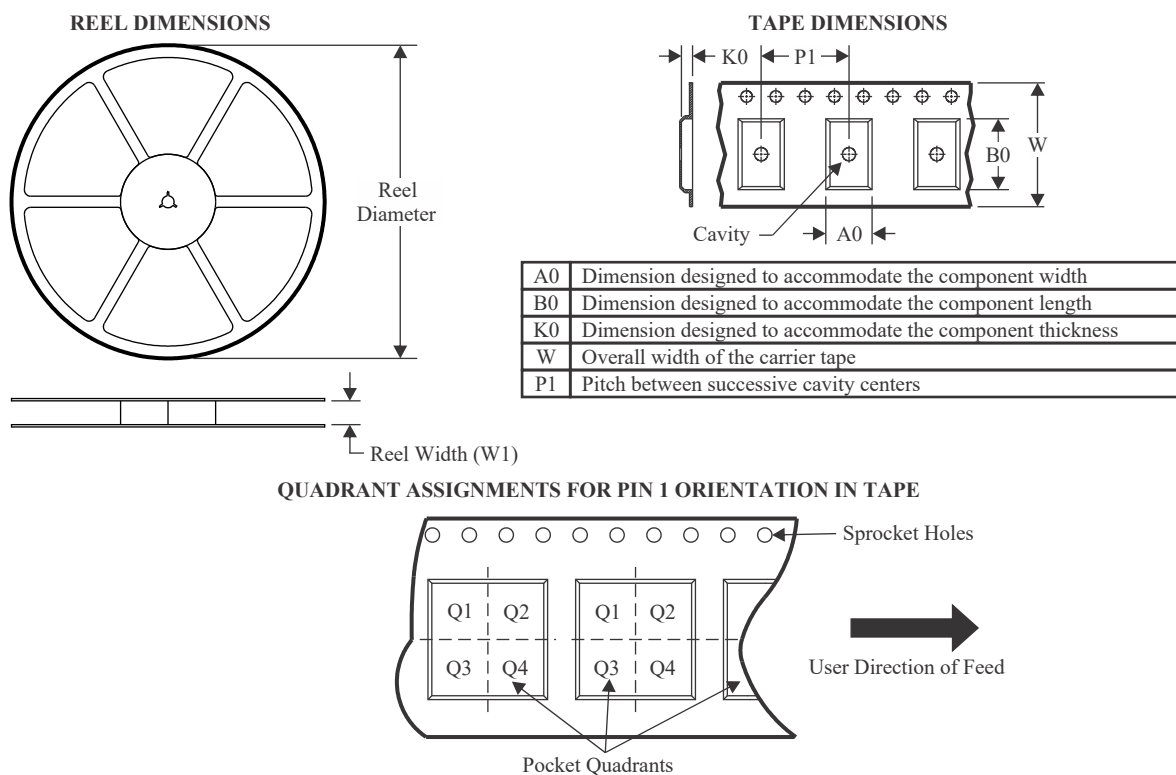 REEL DIMENSIONS
Reel
Diameter
Reel Width (W1)
TAPE DIMENSIONS
K0
P1
B0
W
Cavity
A0
A0 Dimension designed to accommodate the component width
B0 Dimension designed to accommodate the component length
K0 Dimension designed to accommodate the component thickness
W Overall width of the carrier tape
P1 Pitch between successive cavity centers
QUADRANT ASSIGNMENTS FOR PIN 1 ORIENTATION IN TAPE
Sprocket Holes
Q1 Q2 Q1 Q2
Q3 Q4 Q3 Q4
User Direction of Feed
Pocket Quadrants